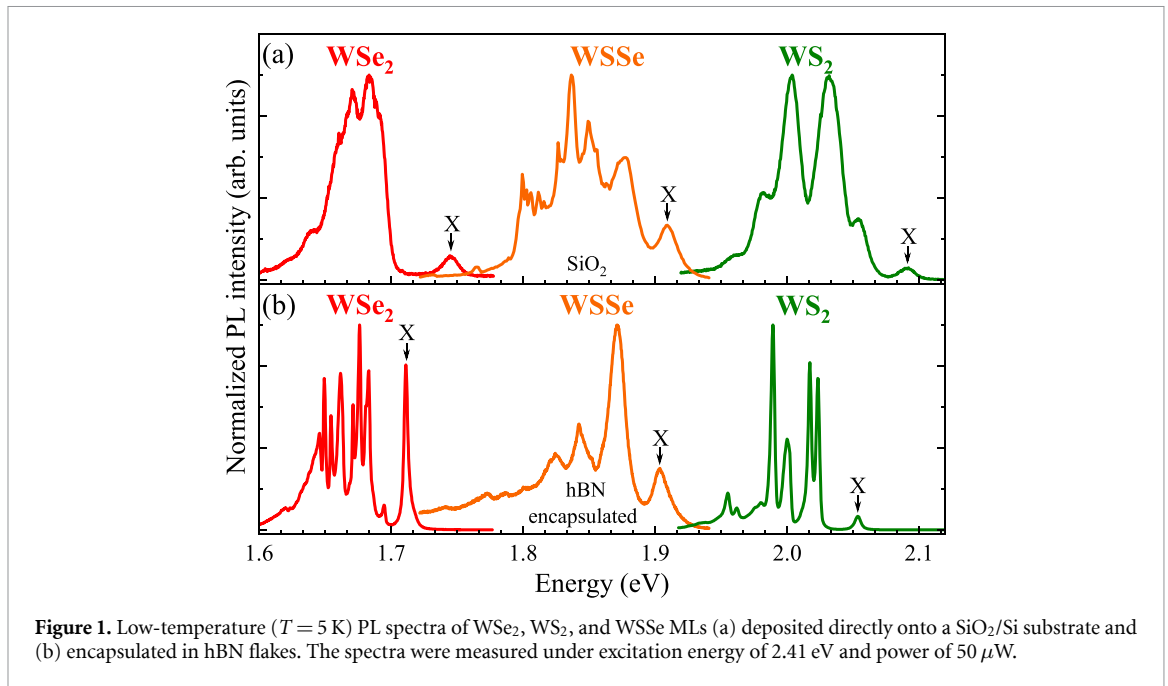 Normalized PL intensity (arb. units)
(a)
WSe₂
WSSe
WS₂
X
X
X
SiO₂
(b)
WSe₂
WSSe
WS₂
X
X
X
hBN
encapsulated
1.6 1.7 1.8 1.9 2.0 2.1
Energy (eV)
Figure 1. Low-temperature (T = 5 K) PL spectra of WSe₂, WS₂, and WSSe MLs (a) deposited directly onto a SiO₂/Si substrate and
(b) encapsulated in hBN flakes. The spectra were measured under excitation energy of 2.41 eV and power of 50 μW.